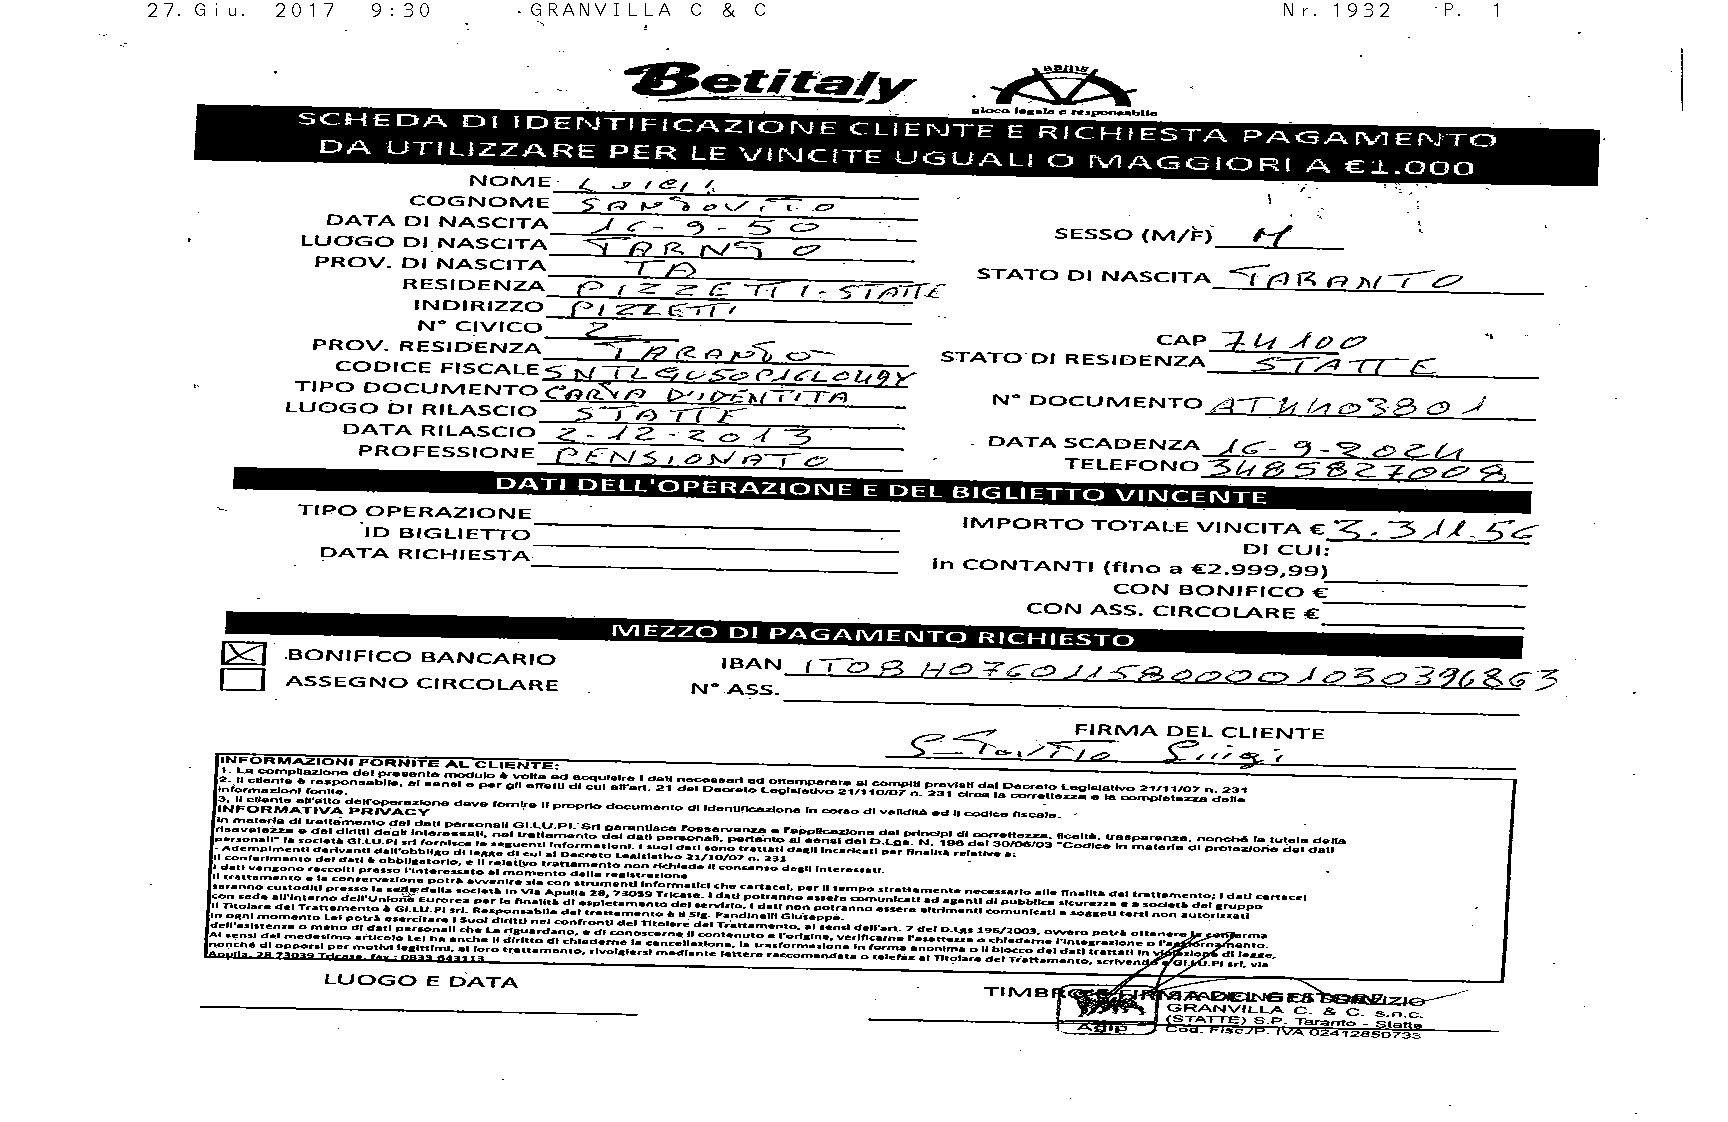 27. Giu. 2017 9:30 GRANVILLA C & C Nr. 1932 P. 1
Betitaly
gioco legale e responsabile
SCHEDA DI IDENTIFICAZIONE CLIENTE E RICHIESTA PAGAMENTO
DA UTILIZZARE PER LE VINCITE UGUALI O MAGGIORI A €1.000
NOME LUIGI
COGNOME SANTOVITO
DATA DI NASCITA 16-9-50
SESSO (M/F) M
LUOGO DI NASCITA
PROV. DI NASCITA TA
STATO DI NASCITA TARANTO
RESIDENZA PIZZETTI-STATTE
INDIRIZZO PIZZETTI
N° CIVICO 2
CAP 74100
PROV. RESIDENZA TARANTO
STATO DI RESIDENZA STATTE
CODICE FISCALE SNTLGU50P16L049Y
TIPO DOCUMENTO CARTA D'IDENTITA
N° DOCUMENTO AT4403801
LUOGO DI RILASCIO STATTE
DATA RILASCIO 2-12-2013
DATA SCADENZA 16-9-2024
PROFESSIONE PENSIONATO
TELEFONO 3485827008
DATI DELL'OPERAZIONE E DEL BIGLIETTO VINCENTE
TIPO OPERAZIONE
IMPORTO TOTALE VINCITA € 3.311.56
ID BIGLIETTO
DI CUI:
DATA RICHIESTA
in CONTANTI (fino a €2.999,99)
CON BONIFICO €
CON ASS. CIRCOLARE €
MEZZO DI PAGAMENTO RICHIESTO
BONIFICO BANCARIO
IBAN IT08H0760115800001030396863
ASSEGNO CIRCOLARE
N° ASS.
FIRMA DEL CLIENTE
Luigi
INFORMAZIONI FORNITE AL CLIENTE:
1. La compilazione del presente modulo è volta ad acquisire i dati necessari ad ottemperare ai compiti previsti dal Decreto Legislativo 21/11/07 n. 231
2. Il cliente è responsabile, ai sensi e per gli effetti di cui all'art. 21 del Decreto Legislativo 21/11/07 n. 231 circa la correttezza e la completezza delle
informazioni fonite.
3. Il cliente all'atto dell'operazione deve fornire il proprio documento di identificazione in corso di validità ed il codice fiscale.
INFORMATIVA PRIVACY
In materia di trattamento dei dati personali GI.LU.PI. Srl garantisce l'osservanza e l'applicazione dei principi di correttezza, liceità, trasparenza, nonchè la tutela della
riservatezza e dei diritti degli interessati, nel trattamento dei dati personali, pertanto ai sensi del D.Lgs. N. 196 del 30/06/03 "Codice in materia di protezione dei dati
personali" la società GI.LU.PI srl fornisce le seguenti informazioni. I suoi dati sono trattati dagli incaricati per finalità relative a:
- Adempimenti derivanti dall'obbligo di legge di cui al Decreto Legislativo 21/10/07 n. 231
Il conferimento dei dati è obbligatorio, e il relativo trattamento non richiede il consenso degli interessati.
I dati vengono raccolti presso l'interessato al momento della registrazione
Il trattamento e la conservazione potrà avvenire sia con strumenti informatici che cartacei, per il tempo strettamente necessario alle finalità del trattamento; i dati cartacei
saranno custoditi presso la sede della società in Via Apulia 28, 73039 Tricase. I dati potranno essere comunicati ad agenti di pubblica sicurezza e a società del gruppo
con sede all'interno dell'Unione Europea per le finalità di espletamento del servizio. I dati non potranno essere altrimenti comunicati a soggetti terzi non autorizzati
Il Titolare del Trattamento è GI.LU.PI srl. Responsabile del trattamento è il Sig. Fandinelli Giuseppe.
In ogni momento Lei potrà esercitare i Suoi diritti nei confronti del Titolare del Trattamento, ai sensi dell'art. 7 del D.Lgs 196/2003, ovvero potrà ottenere la conferma
dell'esistenza o meno di dati personali che La riguardano, e di conoscerne il contenuto e l'origine, verificarne l'esattezza o chiederne l'integrazione o l'aggiornamento.
Ai sensi del medesimo articolo Lei ha anche il diritto di chiederne la cancellazione, la trasformazione in forma anonima o il blocco dei dati trattati in violazione di legge,
nonché di opporsi per motivi legittimi, al loro trattamento, rivolgersi mediante lettera raccomandata o telefax al Titolare del Trattamento, scrivendo a GI.LU.PI srl, via
Apulia, 28 73039 Tricase, fax: 0833 543113
LUOGO E DATA
TIMBRO E FIRMA DEL
GRANVILLA C. & C. s.n.c.
(STATTE) S.P. Taranto - Statte
Agip
Cod. Fisc./P. IVA 02412850733